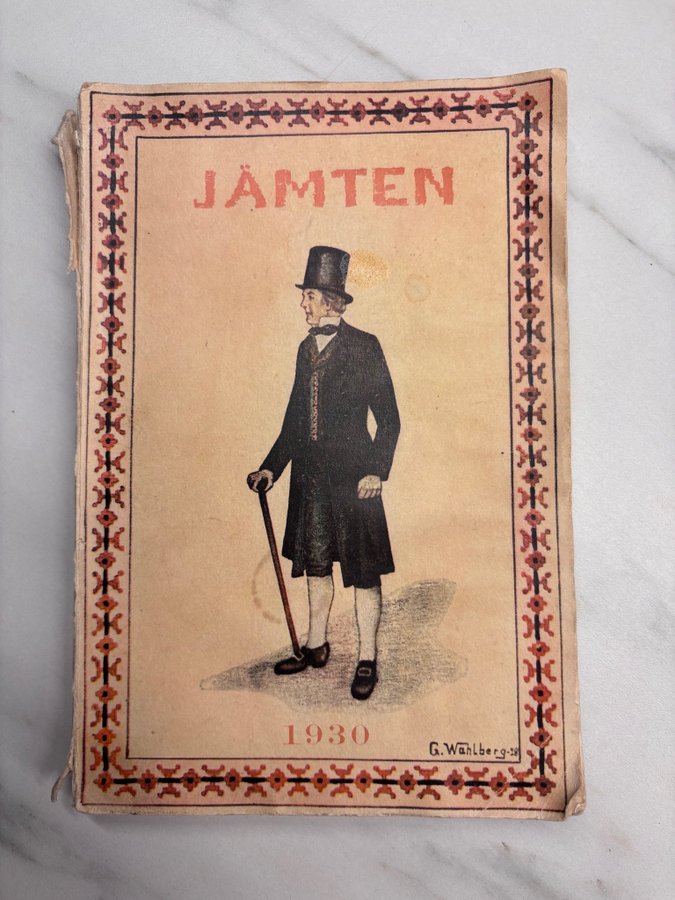 JÄMTEN
1930
G. Wahlberg-28